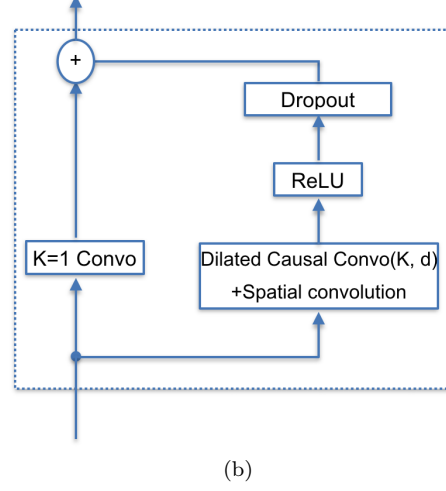 +
Dropout
ReLU
K=1 Convo
Dilated Causal Convo(K, d)
+Spatial convolution
(b)